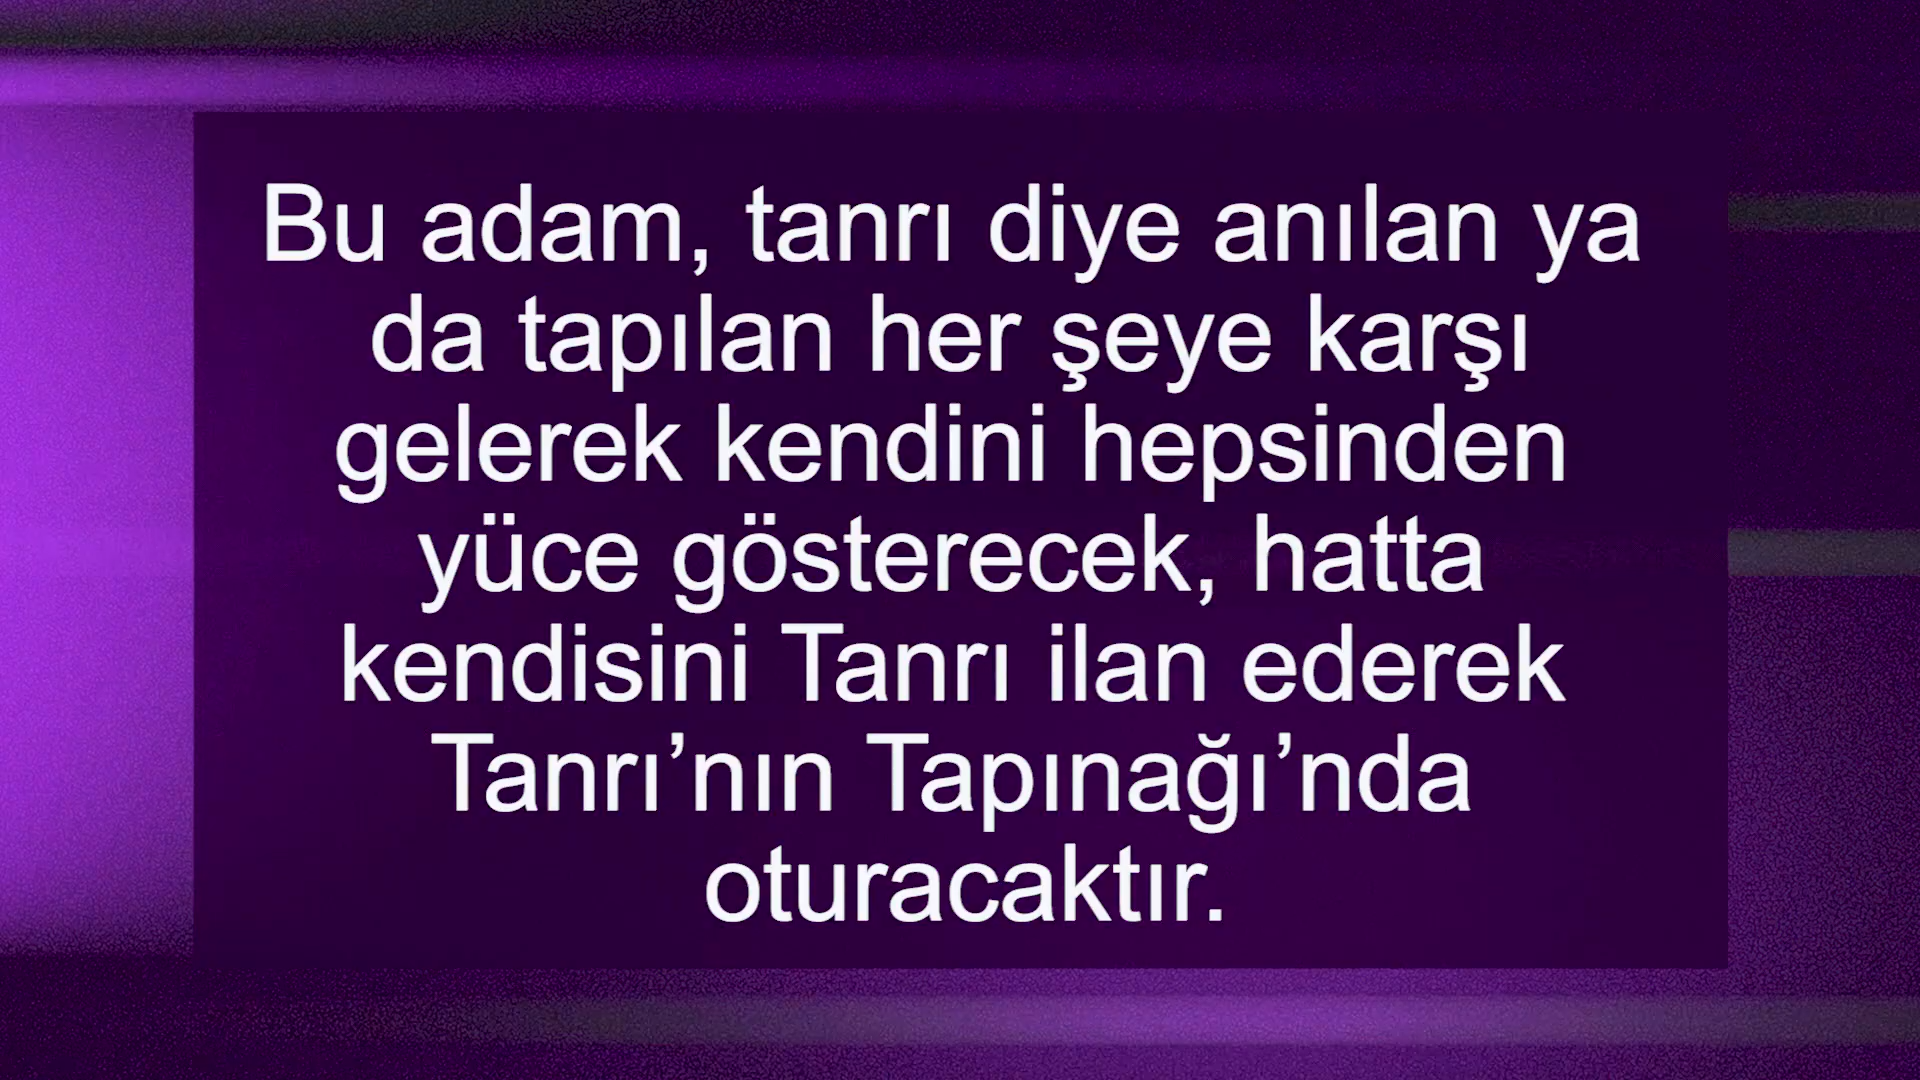 Bu adam, tanrı diye anılan ya
da tapılan her şeye karşı
gelerek kendini hepsinden
yüce gösterecek, hatta
kendisini Tanrı ilan ederek
Tanrı’nın Tapınağı’nda
oturacaktır.